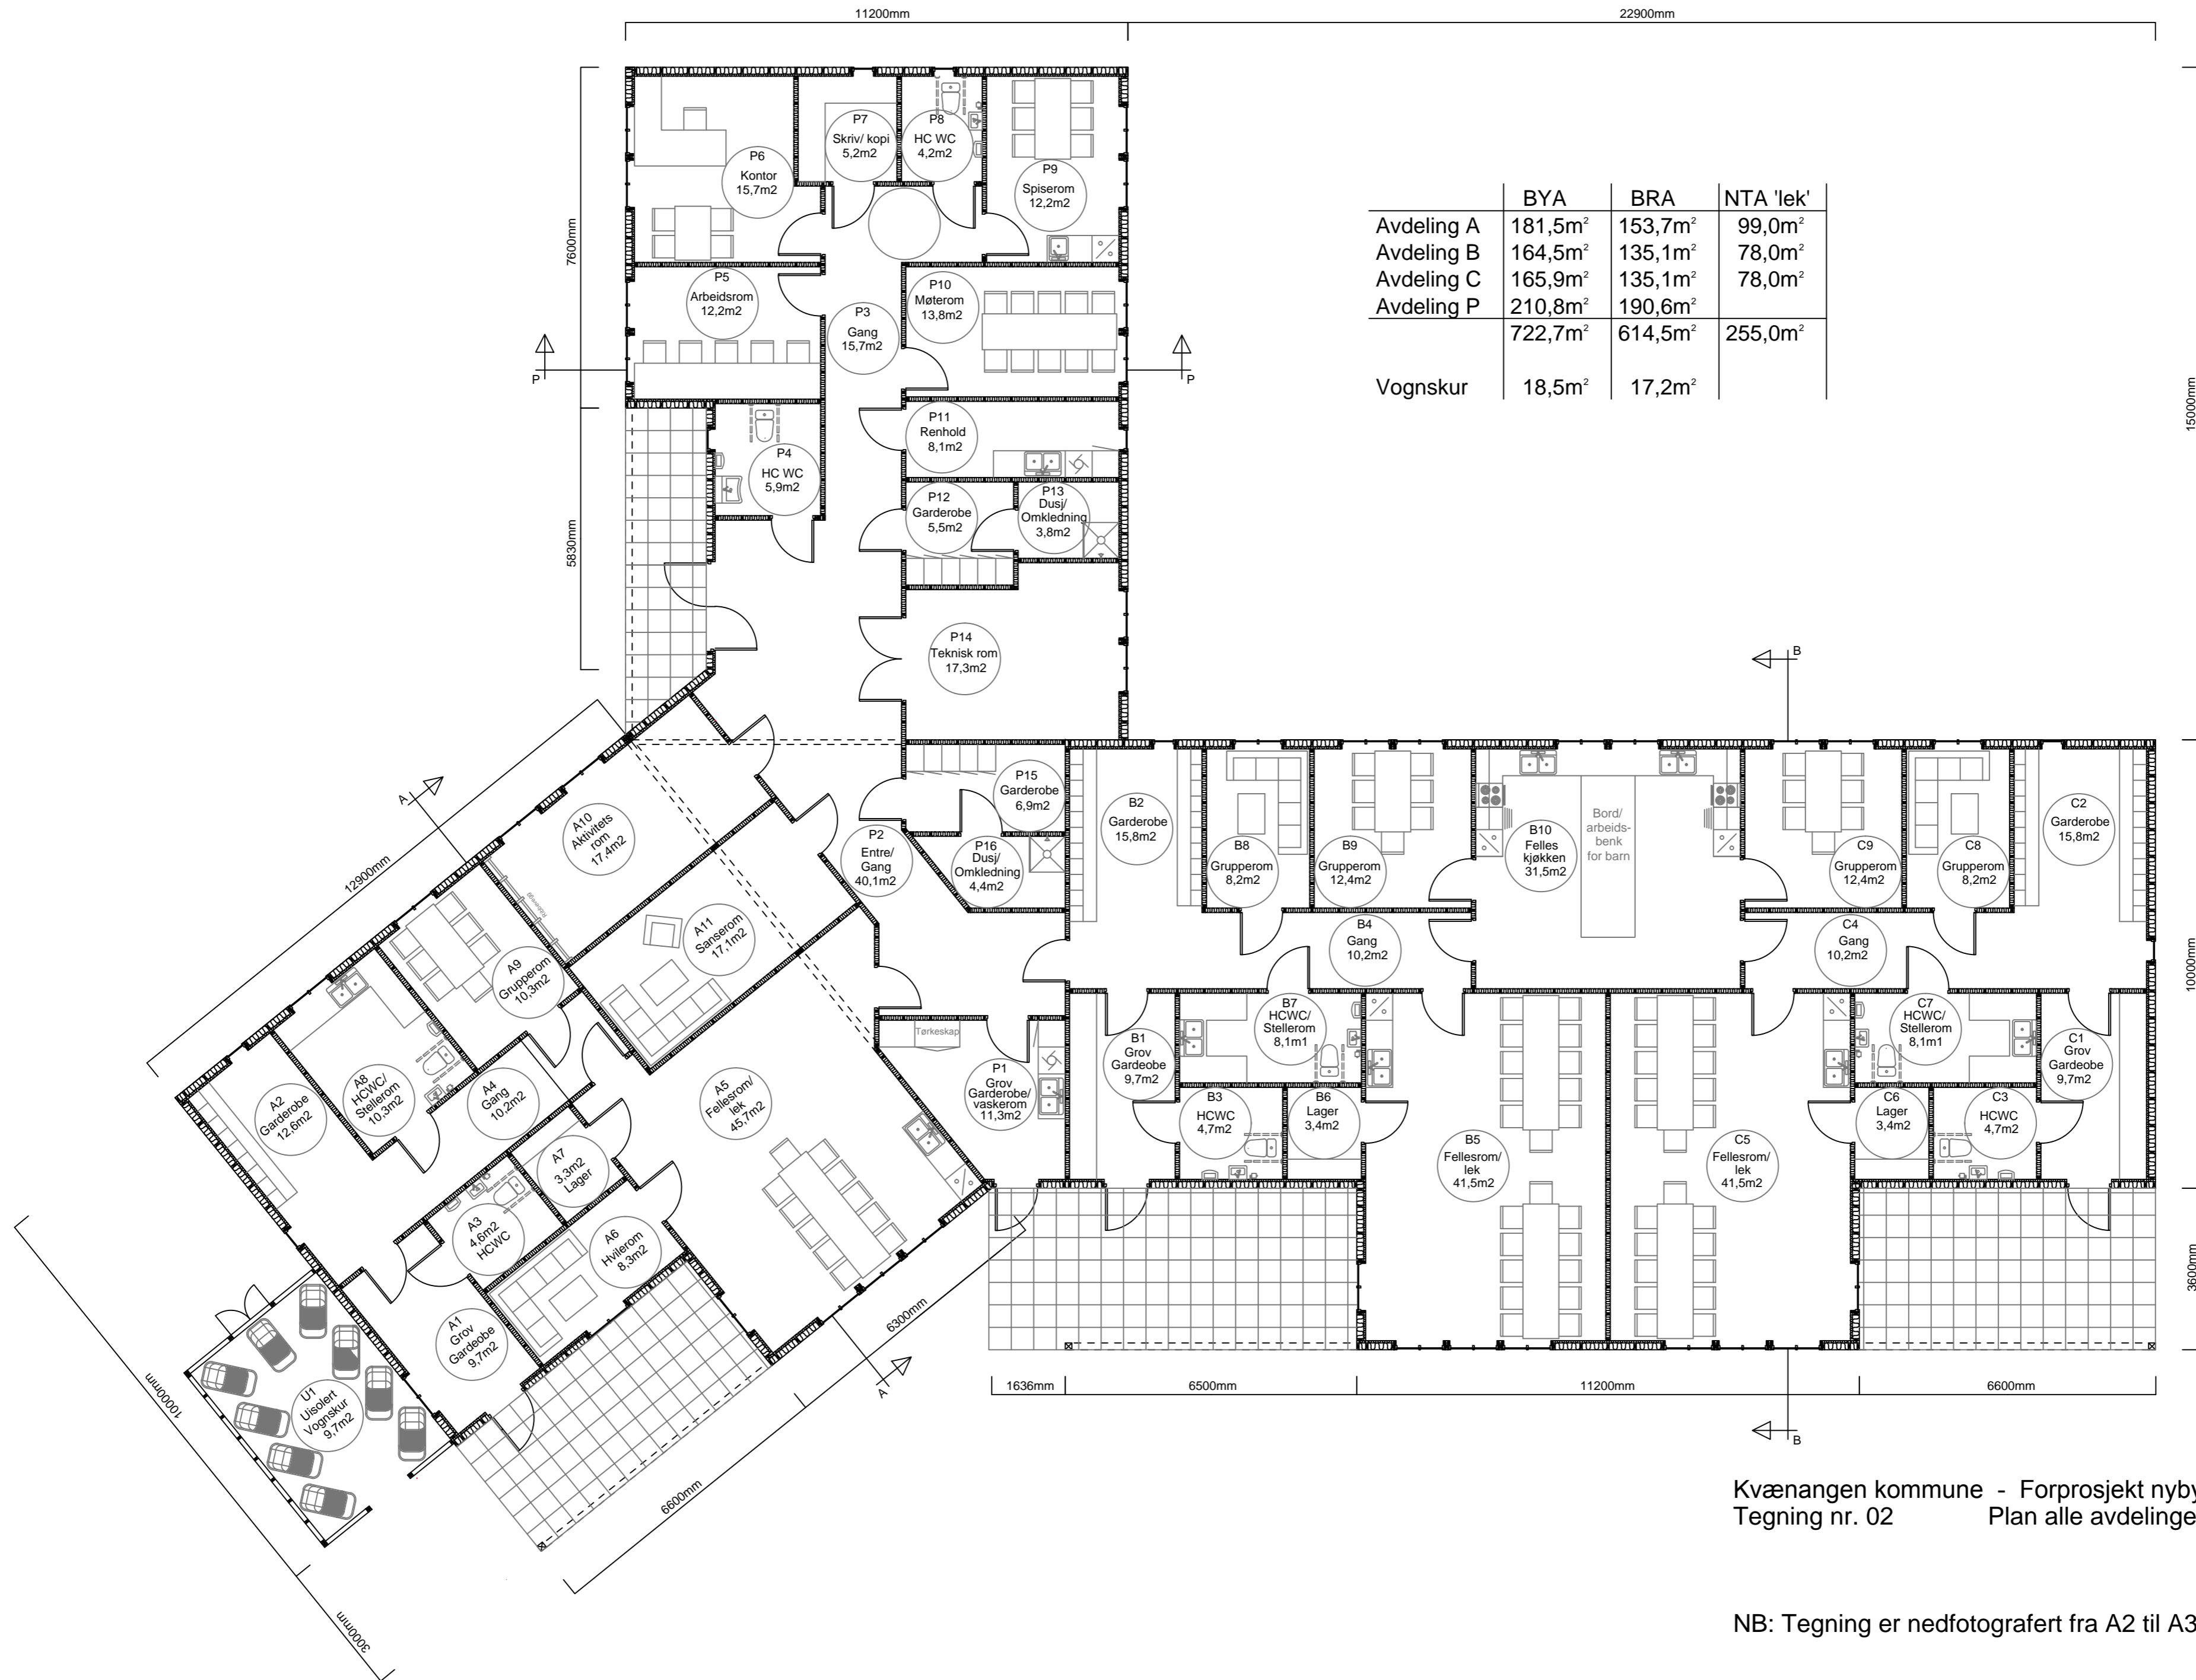 11200mm
22900mm
7600mm
5830mm
15000mm
10000mm
3600mm
P7
Skriv/ kopi
5,2m2
P8
HC WC
4,2m2
P6
Kontor
15,7m2
P9
Spiserom
12,2m2
P5
Arbeidsrom
12,2m2
P3
Gang
15,7m2
P10
Møterom
13,8m2
P
P
P11
Renhold
8,1m2
P4
HC WC
5,9m2
P12
Garderobe
5,5m2
P13
Dusj/
Omkledning
3,8m2
P14
Teknisk rom
17,3m2
BYA BRA NTA 'lek'
Avdeling A 181,5m² 153,7m² 99,0m²
Avdeling B 164,5m² 135,1m² 78,0m²
Avdeling C 165,9m² 135,1m² 78,0m²
Avdeling P 210,8m² 190,6m²
722,7m² 614,5m² 255,0m²
Vognskur 18,5m² 17,2m²
B
P15
Garderobe
6,9m2
P16
Dusj/
Omkledning
4,4m2
P2
Entre/
Gang
40,1m2
B2
Garderobe
15,8m2
B8
Grupperom
8,2m2
B9
Grupperom
12,4m2
B10
Felles
kjøkken
31,5m2
Bord/
arbeids-
benk
for barn
C9
Grupperom
12,4m2
C8
Grupperom
8,2m2
C2
Garderobe
15,8m2
B4
Gang
10,2m2
C4
Gang
10,2m2
A
12900mm
A10
Aktivitets
rom
17,4m2
Ribbevegg
A11
Sanserom
17,1m2
A9
Grupperom
10,3m2
A8
HCWC/
Stellerom
10,3m2
A2
Garderobe
12,6m2
A4
Gang
10,2m2
A5
Fellesrom/
lek
45,7m2
A7
3,3m2
Lager
A3
4,6m2
HCWC
A6
Hvilerom
8,3m2
A1
Grov
Gardeobe
9,7m2
U1
Uisolert
Vognskur
9,7m2
Tørkeskap
P1
Grov
Garderobe/
vaskerom
11,3m2
B1
Grov
Gardeobe
9,7m2
B7
HCWC/
Stellerom
8,1m1
B3
HCWC
4,7m2
B6
Lager
3,4m2
B5
Fellesrom/
lek
41,5m2
C5
Fellesrom/
lek
41,5m2
C7
HCWC/
Stellerom
8,1m1
C6
Lager
3,4m2
C3
HCWC
4,7m2
C1
Grov
Gardeobe
9,7m2
6300mm
A
6600mm
10000mm
3000mm
1636mm
6500mm
11200mm
6600mm
B
Kvænangen kommune - Forprosjekt nyby
Tegning nr. 02 Plan alle avdelinge
NB: Tegning er nedfotografert fra A2 til A3